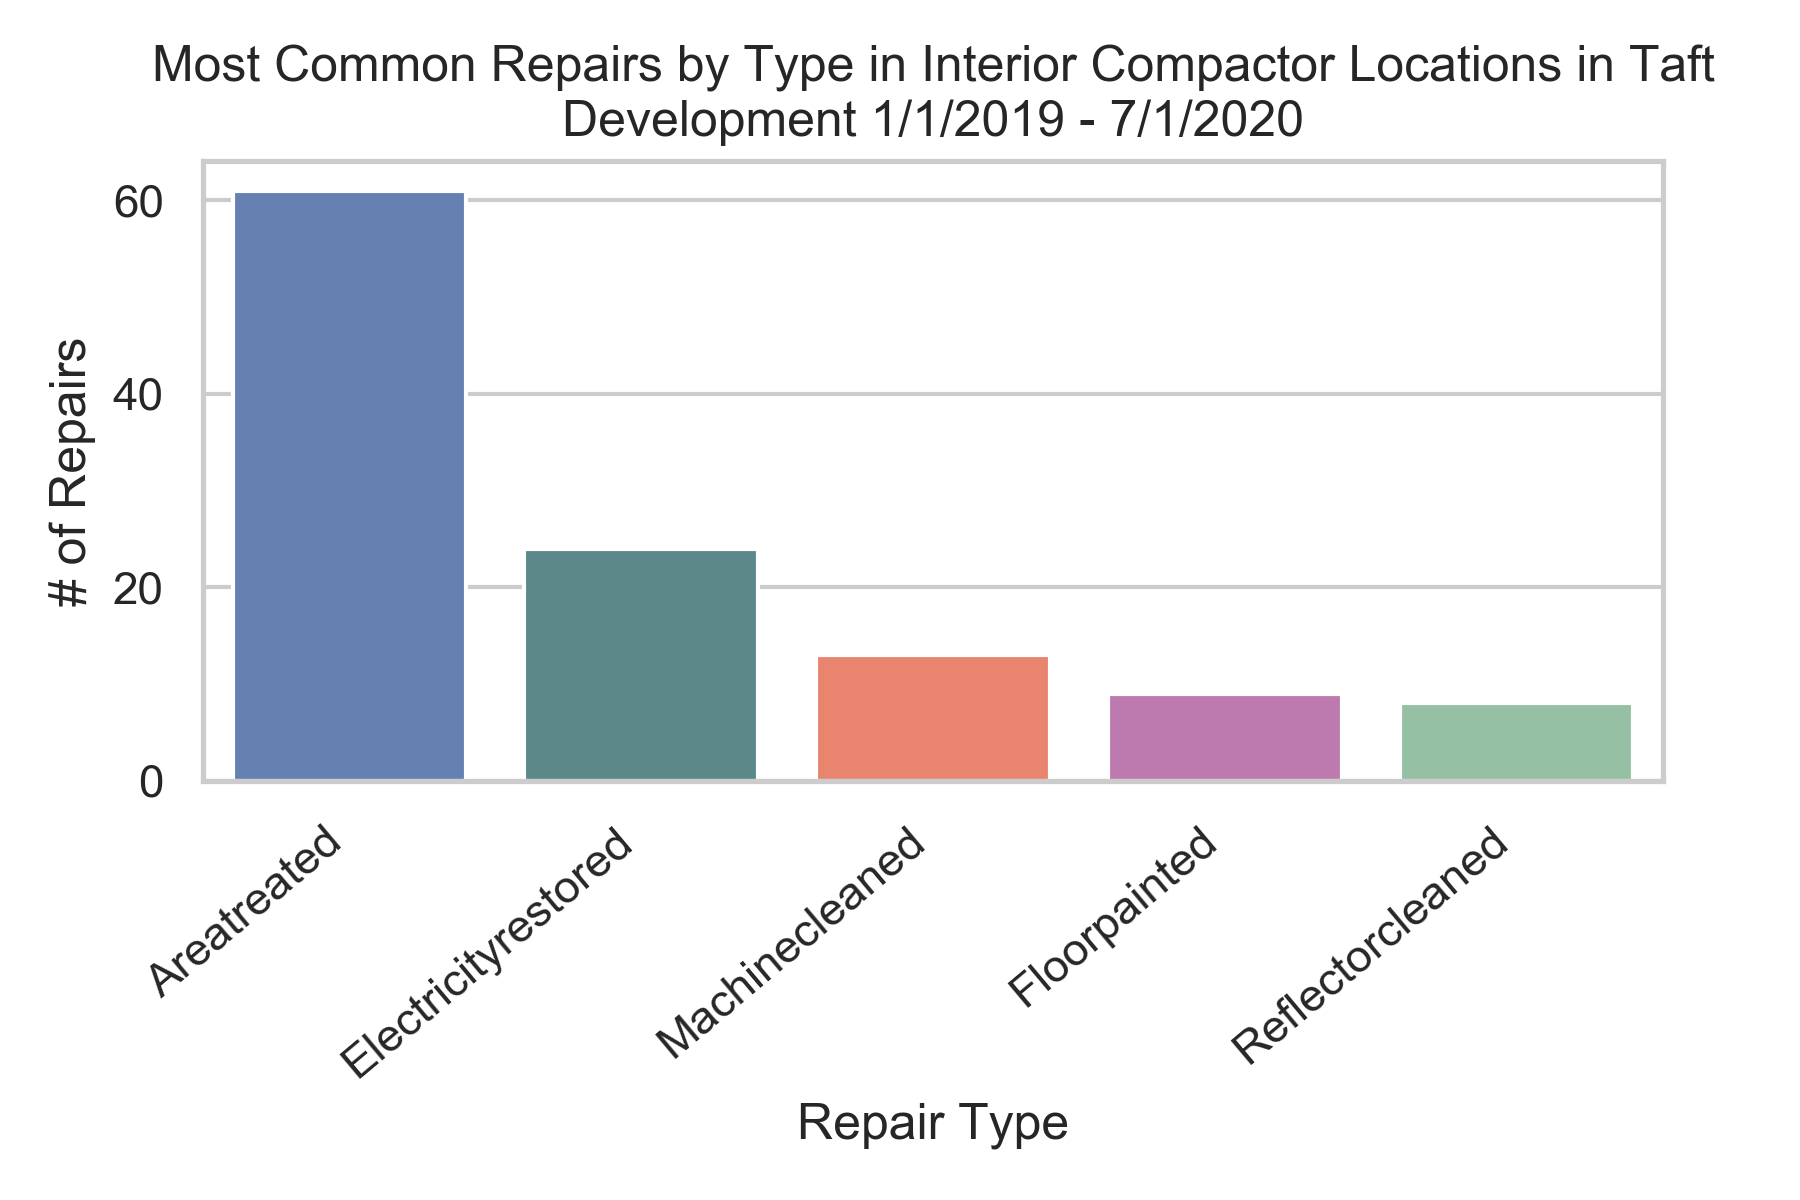 Most Common Repairs by Type in Interior Compactor Locations in Taft
Development 1/1/2019 - 7/1/2020
# of Repairs
60
40
20
0
Areatreated
Electricityrestored
Machinecleaned
Floorpainted
Reflectorcleaned
Repair Type